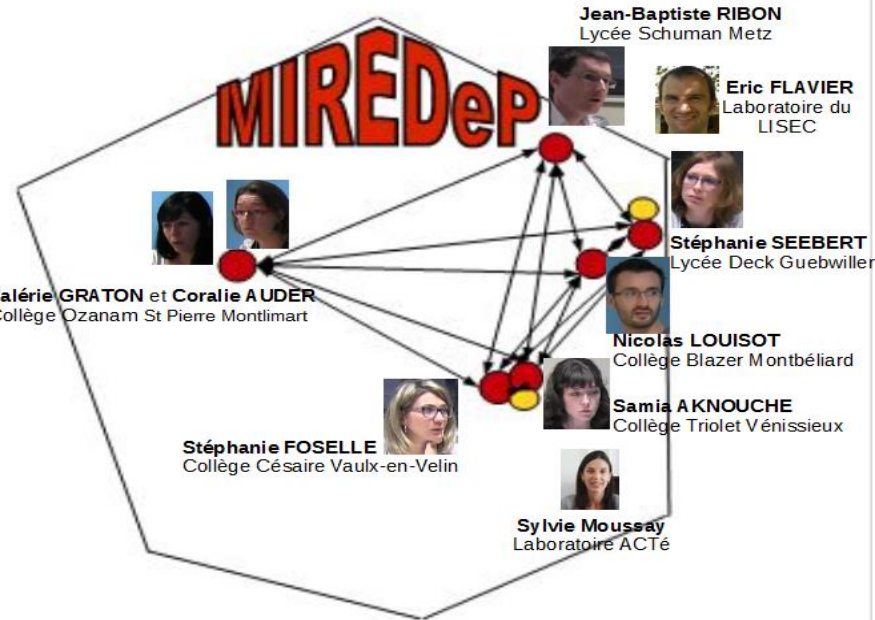 Jean-Baptiste RIBON
Lycée Schuman Metz
MIREDeP
Eric FLAVIER
Laboratoire du
LISEC
Stéphanie SEEBERT
Lycée Deck Guebwiller
alérie GRATON et Coralie AUDER
Collège Ozanam St Pierre Montlimart
Nicolas LOUISOT
Collège Blazer Montbéliard
Samia AKNOUCHE
Collège Triolet Vénissieux
Stéphanie FOSELLE
Collège Césaire Vaulx-en-Velin
Sylvie Moussay
Laboratoire ACTé